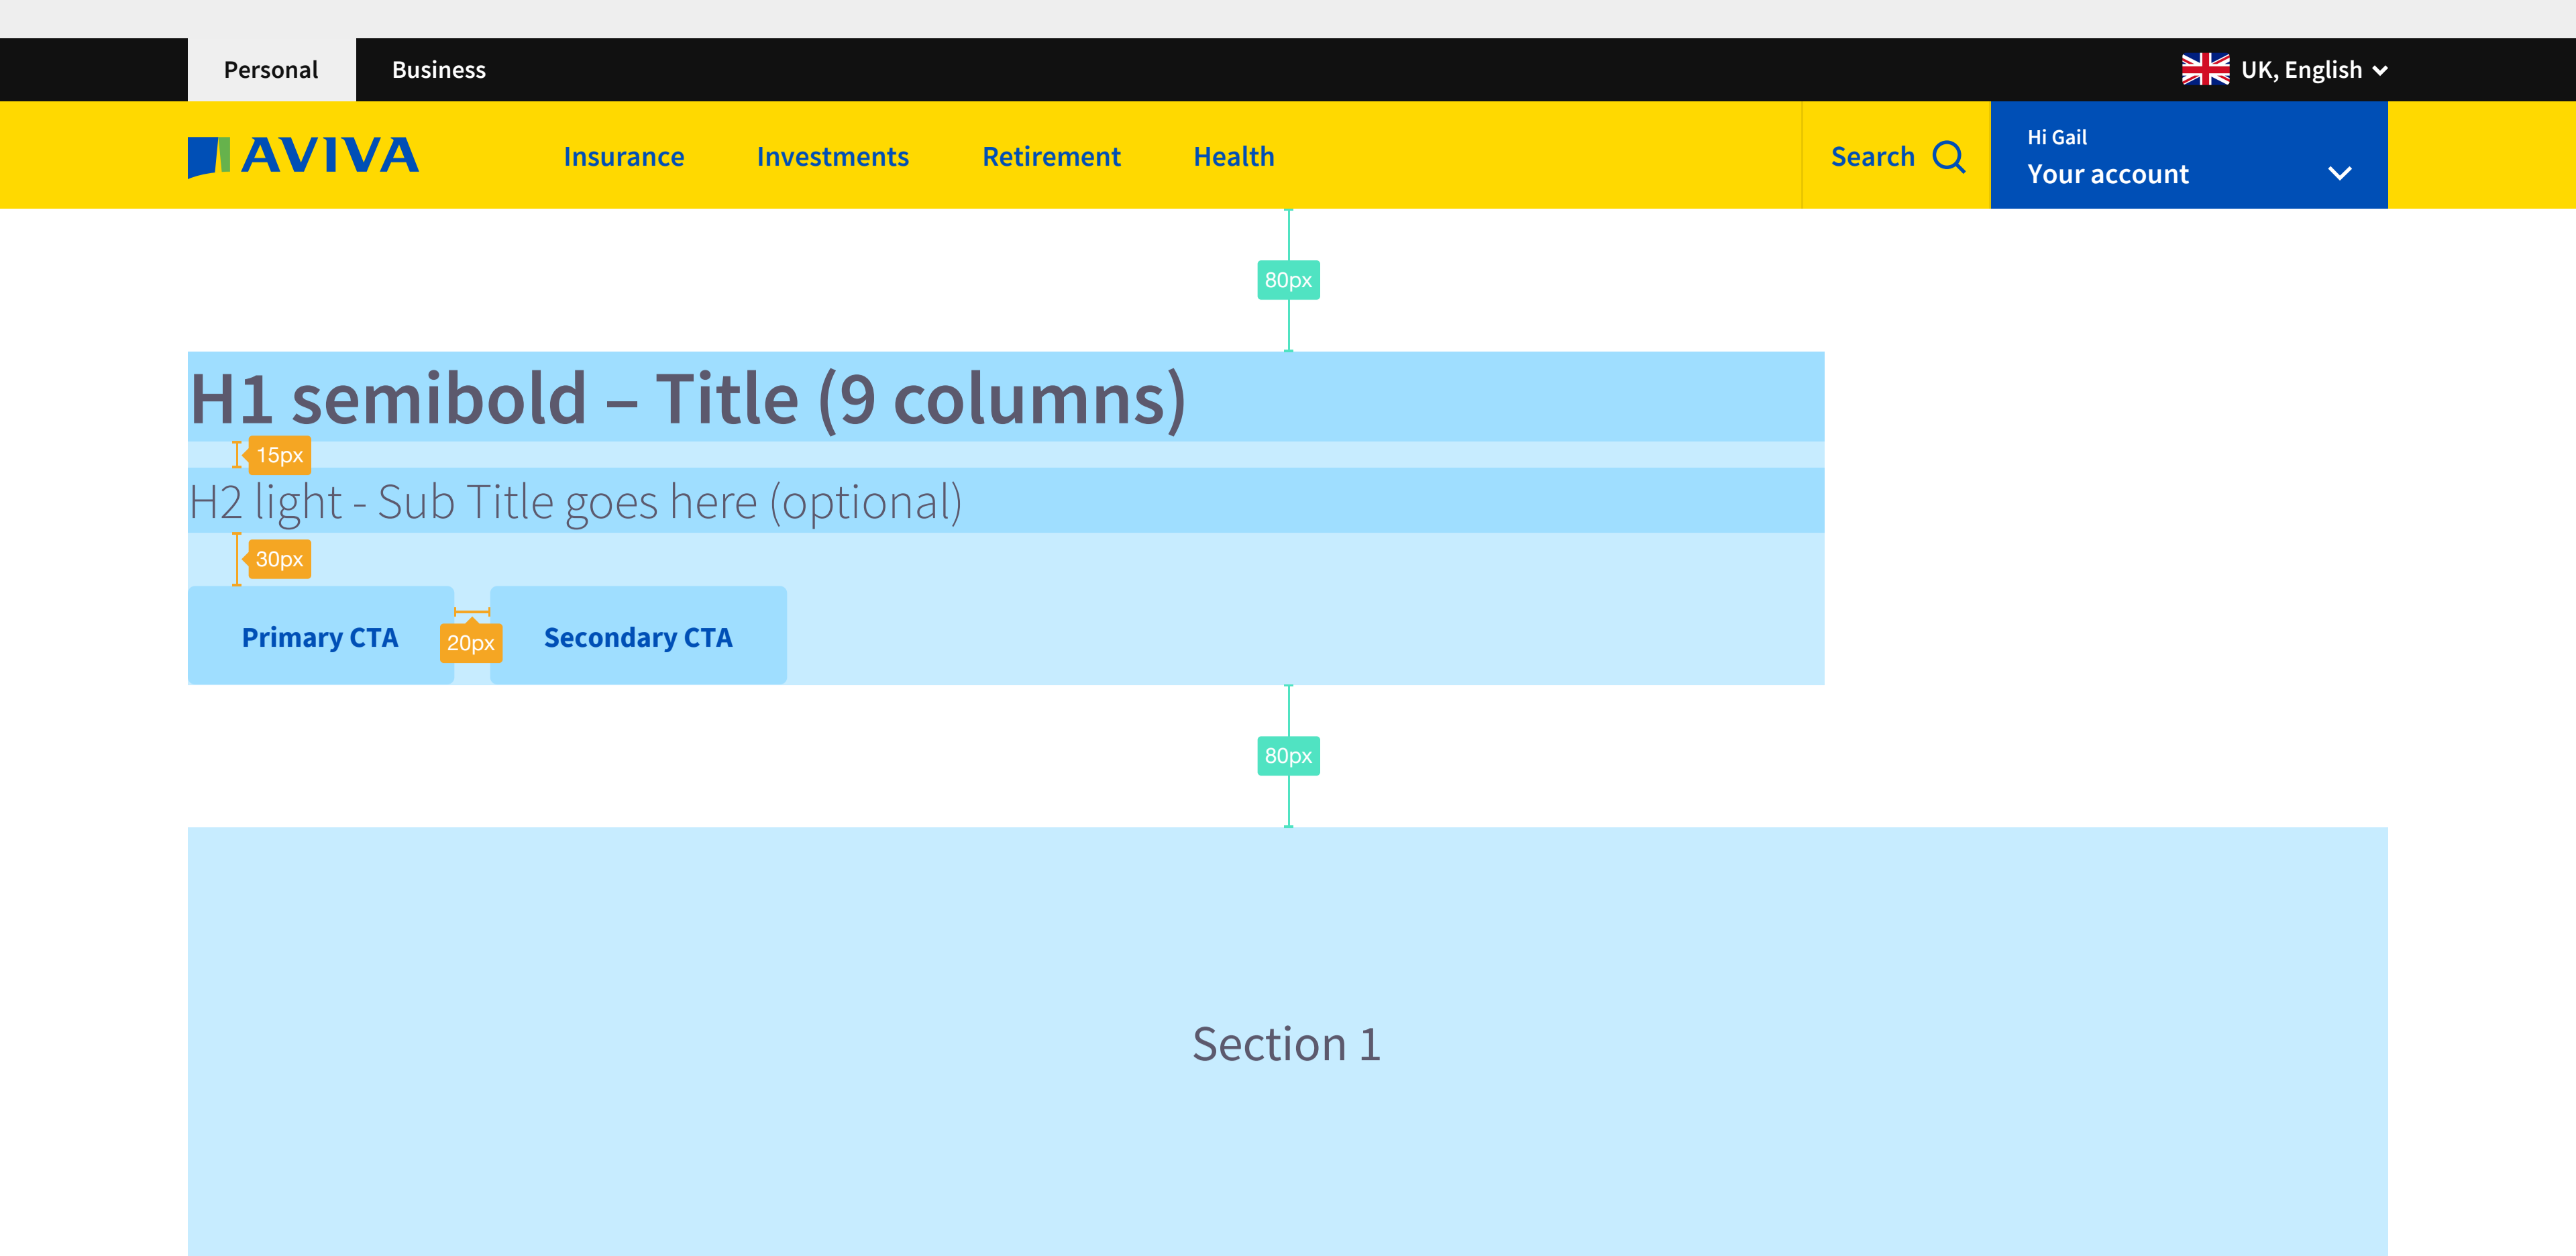 Personal
Business
UK, English
AVIVA
Insurance
Investments
Retirement
Health
Search
Hi Gail
Your account
80px
H1 semibold – Title (9 columns)
15px
H2 light - Sub Title goes here (optional)
30px
Primary CTA
20px
Secondary CTA
80px
Section 1